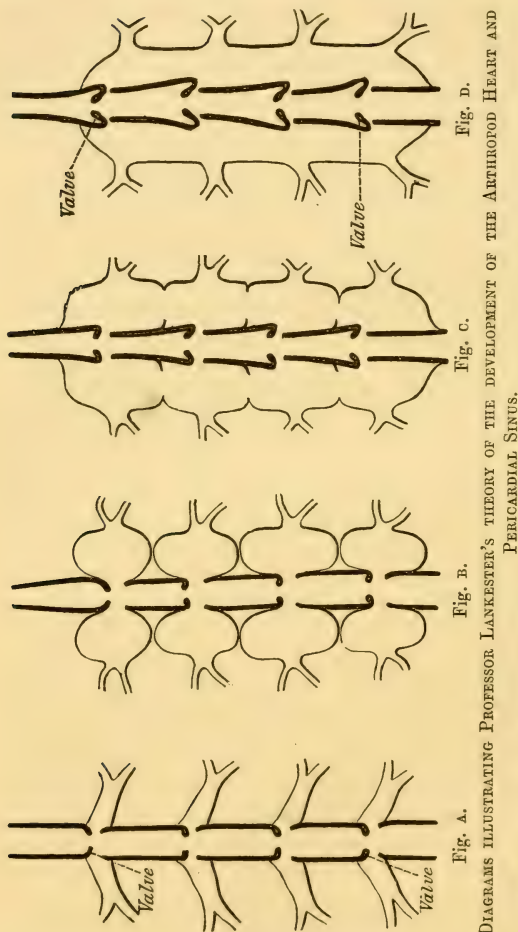 Valve
Valve
Fig. A.
Fig. B.
Fig. C.
Valve
Valve
Fig. D.
Diagrams illustrating Professor Lankester's theory of the development of the Arthropod Heart and
Pericardial Sinus.